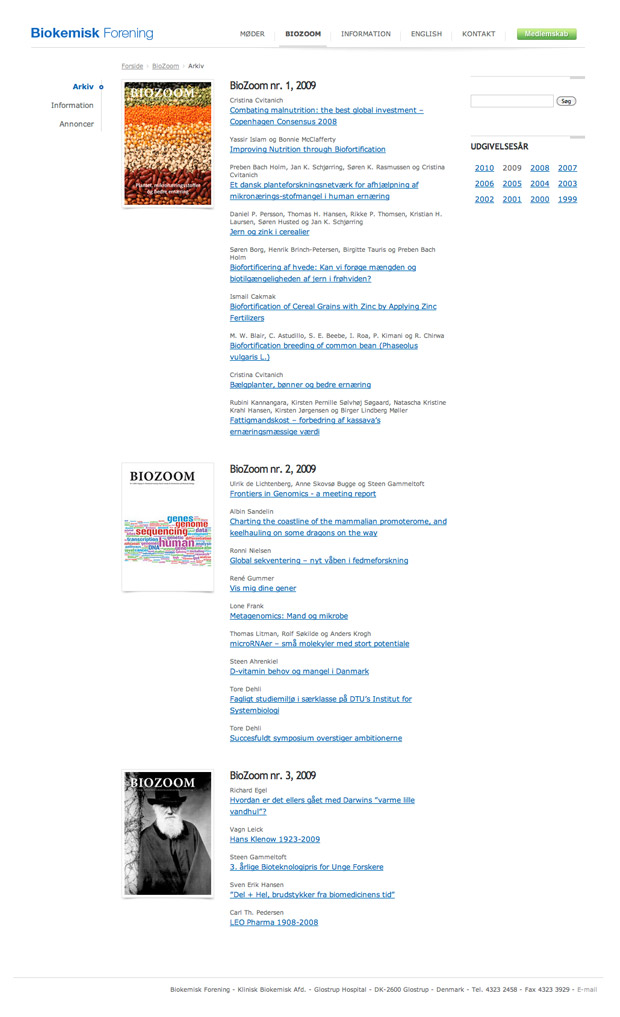 Biokemisk Forening
MØDER
BIOZOOM
INFORMATION
ENGLISH
KONTAKT
Medlemskab
Forside › BioZoom › Arkiv
Arkiv
Information
Annoncer
BIOZOOM
Planter, mikronæringsstoffer
og bedre ernæring
BioZoom nr. 1, 2009
Cristina Cvitanich
Combating malnutrition: the best global investment –
Copenhagen Consensus 2008
Yassir Islam og Bonnie McClafferty
Improving Nutrition through Biofortification
Preben Bach Holm, Jan K. Schjørring, Søren K. Rasmussen og Cristina
Cvitanich
Et dansk planteforskningsnetværk for afhjælpning af
mikronærings-stofmangel i human ernæring
Daniel P. Persson, Thomas H. Hansen, Rikke P. Thomsen, Kristian H.
Laursen, Søren Husted og Jan K. Schjørring
Jern og zink i cerealier
Søren Borg, Henrik Brinch-Petersen, Birgitte Tauris og Preben Bach
Holm
Biofortificering af hvede: Kan vi forøge mængden og
biotilgængeligheden af jern i frøhviden?
Ismail Cakmak
Biofortification of Cereal Grains with Zinc by Applying Zinc
Fertilizers
M. W. Blair, C. Astudillo, S. E. Beebe, I. Roa, P. Kimani og R. Chirwa
Biofortification breeding of common bean (Phaseolus
vulgaris L.)
Cristina Cvitanich
Bælgplanter, bønner og bedre ernæring
Rubini Kannangara, Kirsten Pernille Sølvhøj Søgaard, Natascha Kristine
Krahl Hansen, Kirsten Jørgensen og Birger Lindberg Møller
Fattigmandskost – forbedring af kassava's
ernæringsmæssige værdi
Søg
UDGIVELSESÅR
2010 2009 2008 2007
2006 2005 2004 2003
2002 2001 2000 1999
BIOZOOM
genes
genome
sequencing
data
transcription
human
DNA
BioZoom nr. 2, 2009
Ulrik de Lichtenberg, Anne Skovsø Bugge og Steen Gammeltoft
Frontiers in Genomics - a meeting report
Albin Sandelin
Charting the coastline of the mammalian promoterome, and
keelhauling on some dragons on the way
Ronni Nielsen
Global sekventering – nyt våben i fedmeforskning
René Gummer
Vis mig dine gener
Lone Frank
Metagenomics: Mand og mikrobe
Thomas Litman, Rolf Søkilde og Anders Krogh
microRNAer – små molekyler med stort potentiale
Steen Ahrenkiel
D-vitamin behov og mangel i Danmark
Tore Dehli
Fagligt studiemiljø i særklasse på DTU's Institut for
Systembiologi
Tore Dehli
Succesfuldt symposium overstiger ambitionerne
BIOZOOM
BioZoom nr. 3, 2009
Richard Egel
Hvordan er det ellers gået med Darwins "varme lille
vandhul"?
Vagn Leick
Hans Klenow 1923-2009
Steen Gammeltoft
3. årlige Bioteknologipris for Unge Forskere
Sven Erik Hansen
"Del + Hel, brudstykker fra biomedicinens tid"
Carl Th. Pedersen
LEO Pharma 1908-2008
Biokemisk Forening - Klinisk Biokemisk Afd. - Glostrup Hospital - DK-2600 Glostrup - Denmark - Tel. 4323 2458 - Fax 4323 3929 - E-mail